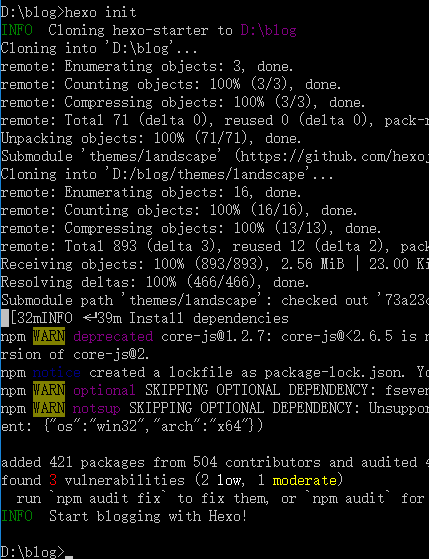 D:\blog>hexo init
INFO  Cloning hexo-starter to D:\blog
Cloning into 'D:\blog'...
remote: Enumerating objects: 3, done.
remote: Counting objects: 100% (3/3), done.
remote: Compressing objects: 100% (3/3), done.
remote: Total 71 (delta 0), reused 0 (delta 0), pack-r
Unpacking objects: 100% (71/71), done.
Submodule 'themes/landscape' (https://github.com/hexoj
Cloning into 'D:/blog/themes/landscape'...
remote: Enumerating objects: 16, done.
remote: Counting objects: 100% (16/16), done.
remote: Compressing objects: 100% (13/13), done.
remote: Total 893 (delta 3), reused 12 (delta 2), pack
Receiving objects: 100% (893/893), 2.56 MiB | 23.00 Ki
Resolving deltas: 100% (466/466), done.
Submodule path 'themes/landscape': checked out '73a23c
[32mINFO ←39m Install dependencies
npm WARN deprecated core-js@1.2.7: core-js@<2.6.5 is n
rsion of core-js@2.
npm notice created a lockfile as package-lock.json. Yo
npm WARN optional SKIPPING OPTIONAL DEPENDENCY: fseven
npm WARN notsup SKIPPING OPTIONAL DEPENDENCY: Unsuppor
ent: {"os":"win32","arch":"x64"})
added 421 packages from 504 contributors and audited 4
found 3 vulnerabilities (2 low, 1 moderate)
run `npm audit fix` to fix them, or `npm audit` for
INFO  Start blogging with Hexo!
D:\blog>